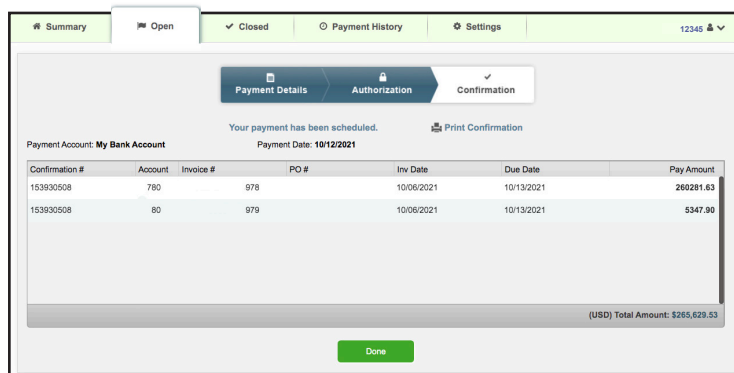 Summary Open Closed Payment History Settings 12345
Payment Details Authorization Confirmation
Your payment has been scheduled. Print Confirmation
Payment Account: My Bank Account Payment Date: 10/12/2021
Confirmation # Account Invoice # PO# Inv Date Due Date Pay Amount
153930508 780 978 10/06/2021 10/13/2021 260281.63
153930508 80 979 10/06/2021 10/13/2021 5347.90
(USD) Total Amount: $265,629.53
Done